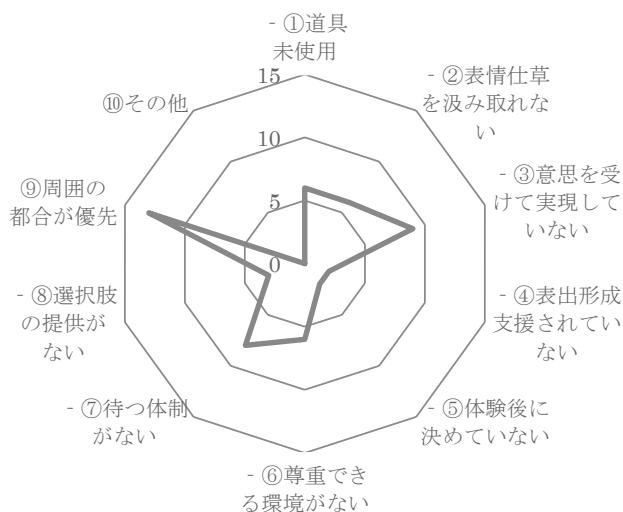 - ①道具
未使用
15
- ②表情仕草
を汲み取れな
い
⑩その他
10
⑨周囲の
都合が優先
- ③意思を受
けて実現して
いない
5
0
- ⑧選択肢
の提供が
ない
- ④表出形成
支援されてい
ない
- ⑦待つ体制
がない
- ⑤体験後に
決めていない
- ⑥尊重でき
る環境がない